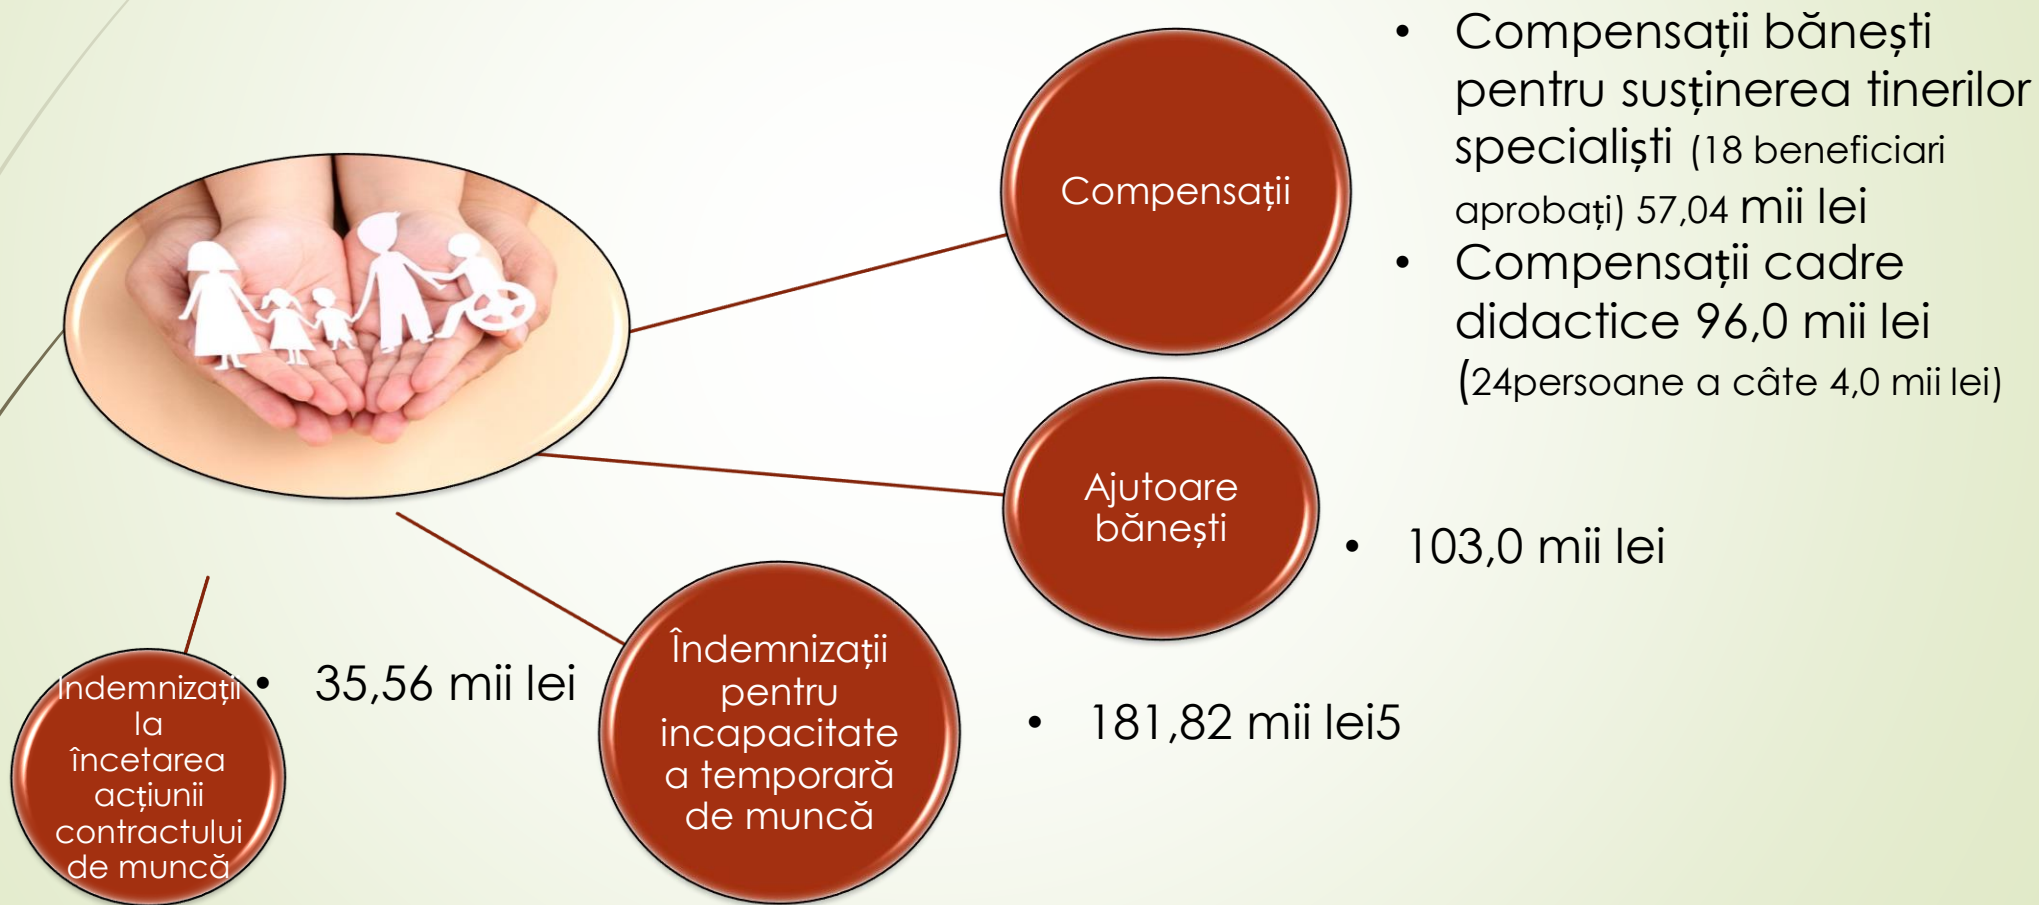 Compensații
• Compensații bănești
pentru susținerea tinerilor
specialiști (18 beneficiari
aprobați) 57,04 mii lei
• Compensații cadre
didactice 96,0 mii lei
(24persoane a câte 4,0 mii lei)
Ajutoare
bănești
• 103,0 mii lei
Îndemnizații
pentru
incapacitate
a temporară
de muncă
• 181,82 mii lei5
Indemnizații
la
încetarea
acțiunii
contractului
de muncă
• 35,56 mii lei